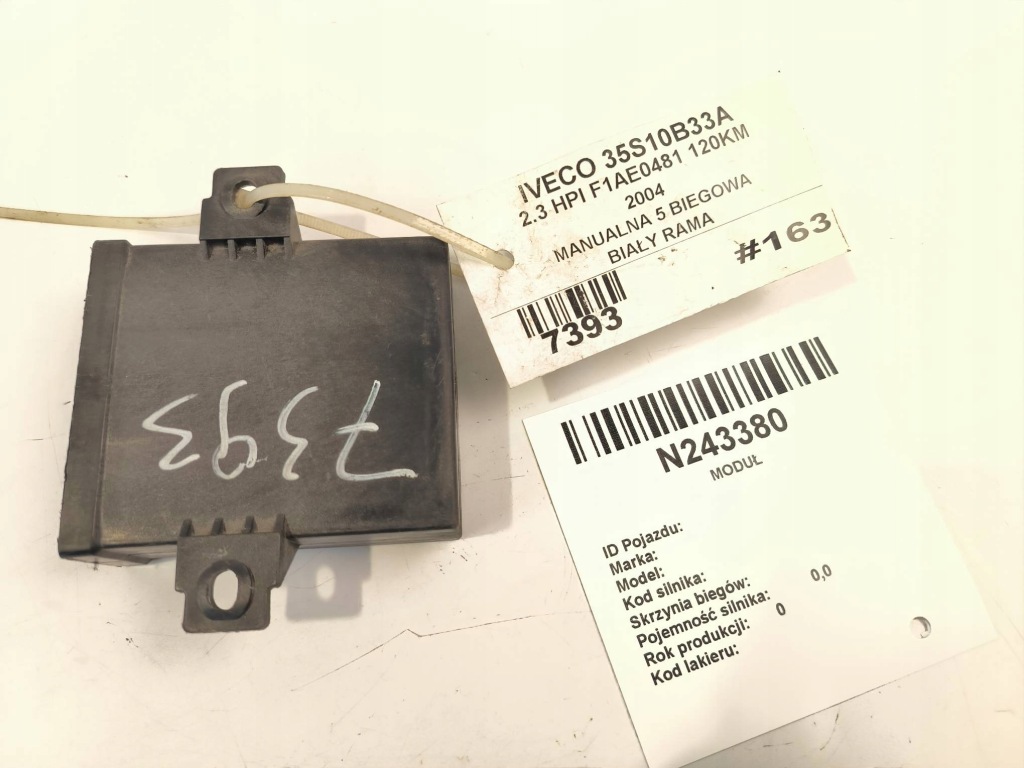 IVECO 35S10B33A
2.3 HPI F1AE0481 120KM
2004
MANUALNA 5 BIEGOWA
BIAŁY RAMA
#163
7393
7393
N243380
MODUŁ
ID Pojazdu:
Marka:
Model:
Kod silnika:
Skrzynia biegów:
Pojemność silnika: 0,0
Rok produkcji: 0
Kod lakieru: